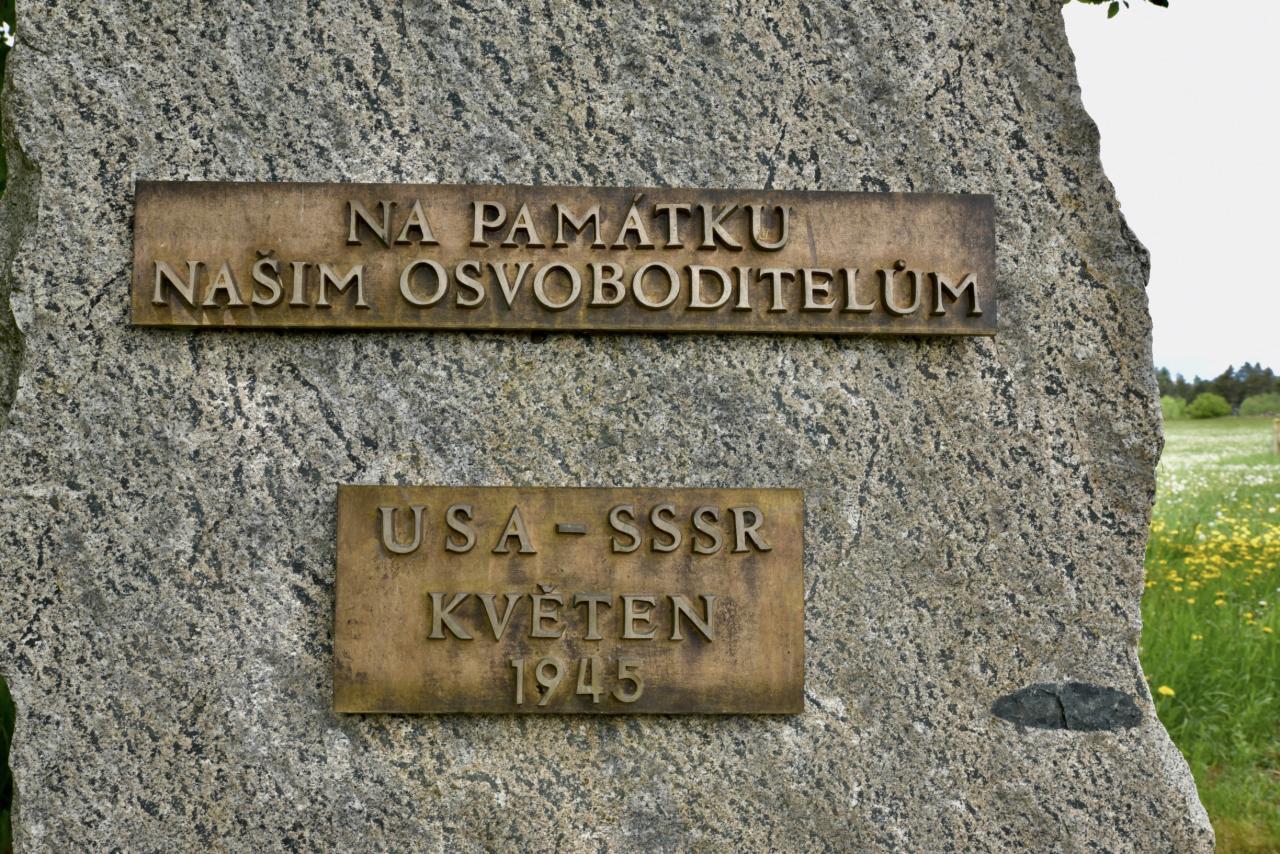 NA PAMÁTKU
NAŠIM OSVOBODITELŮM
USA – SSSR
KVĚTEN
1945